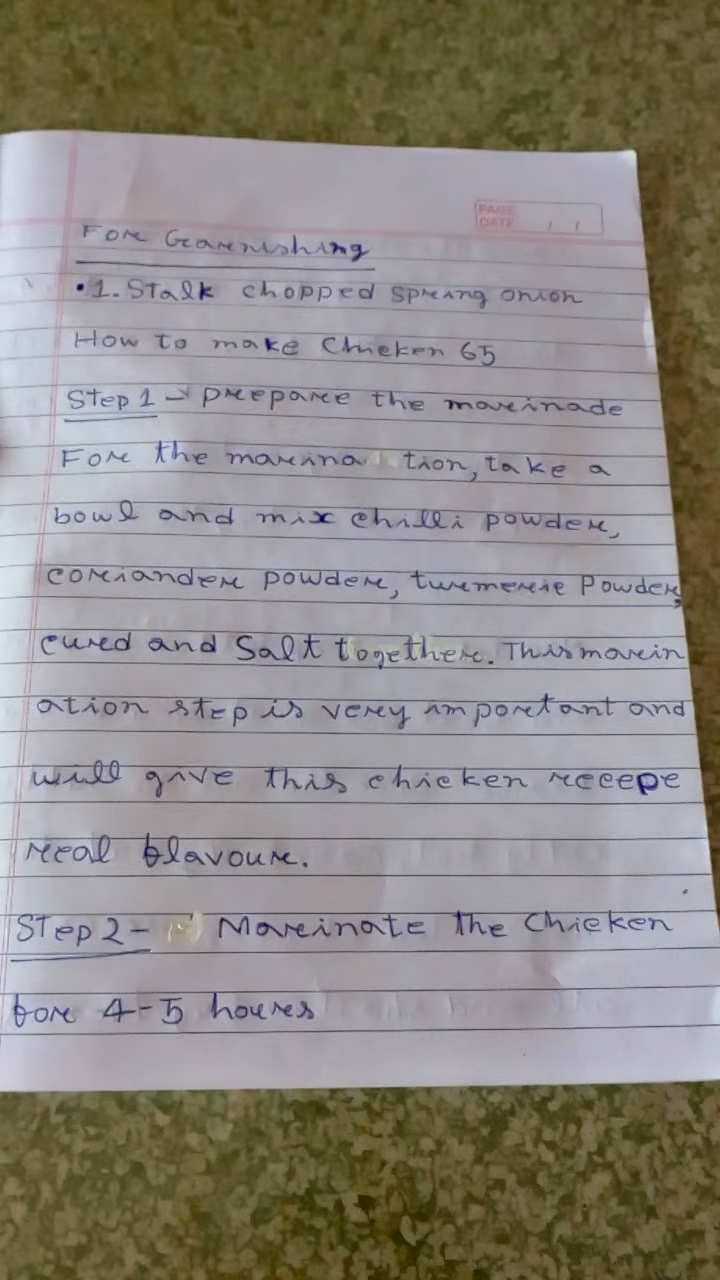 PAGE
DATE / /
For Garnishing
• 1. Stalk chopped spring onion
How to make Chicken 65
Step 1 - prepare the marinade
For the marina tion, take a
bowl and mix chilli powder,
coriander powder, turmeric Powder,
curd and Salt together. This marin
ation step is very important and
will give this chicken recepe
real flavour.
Step 2 - Marinate the Chicken
for 4-5 hours